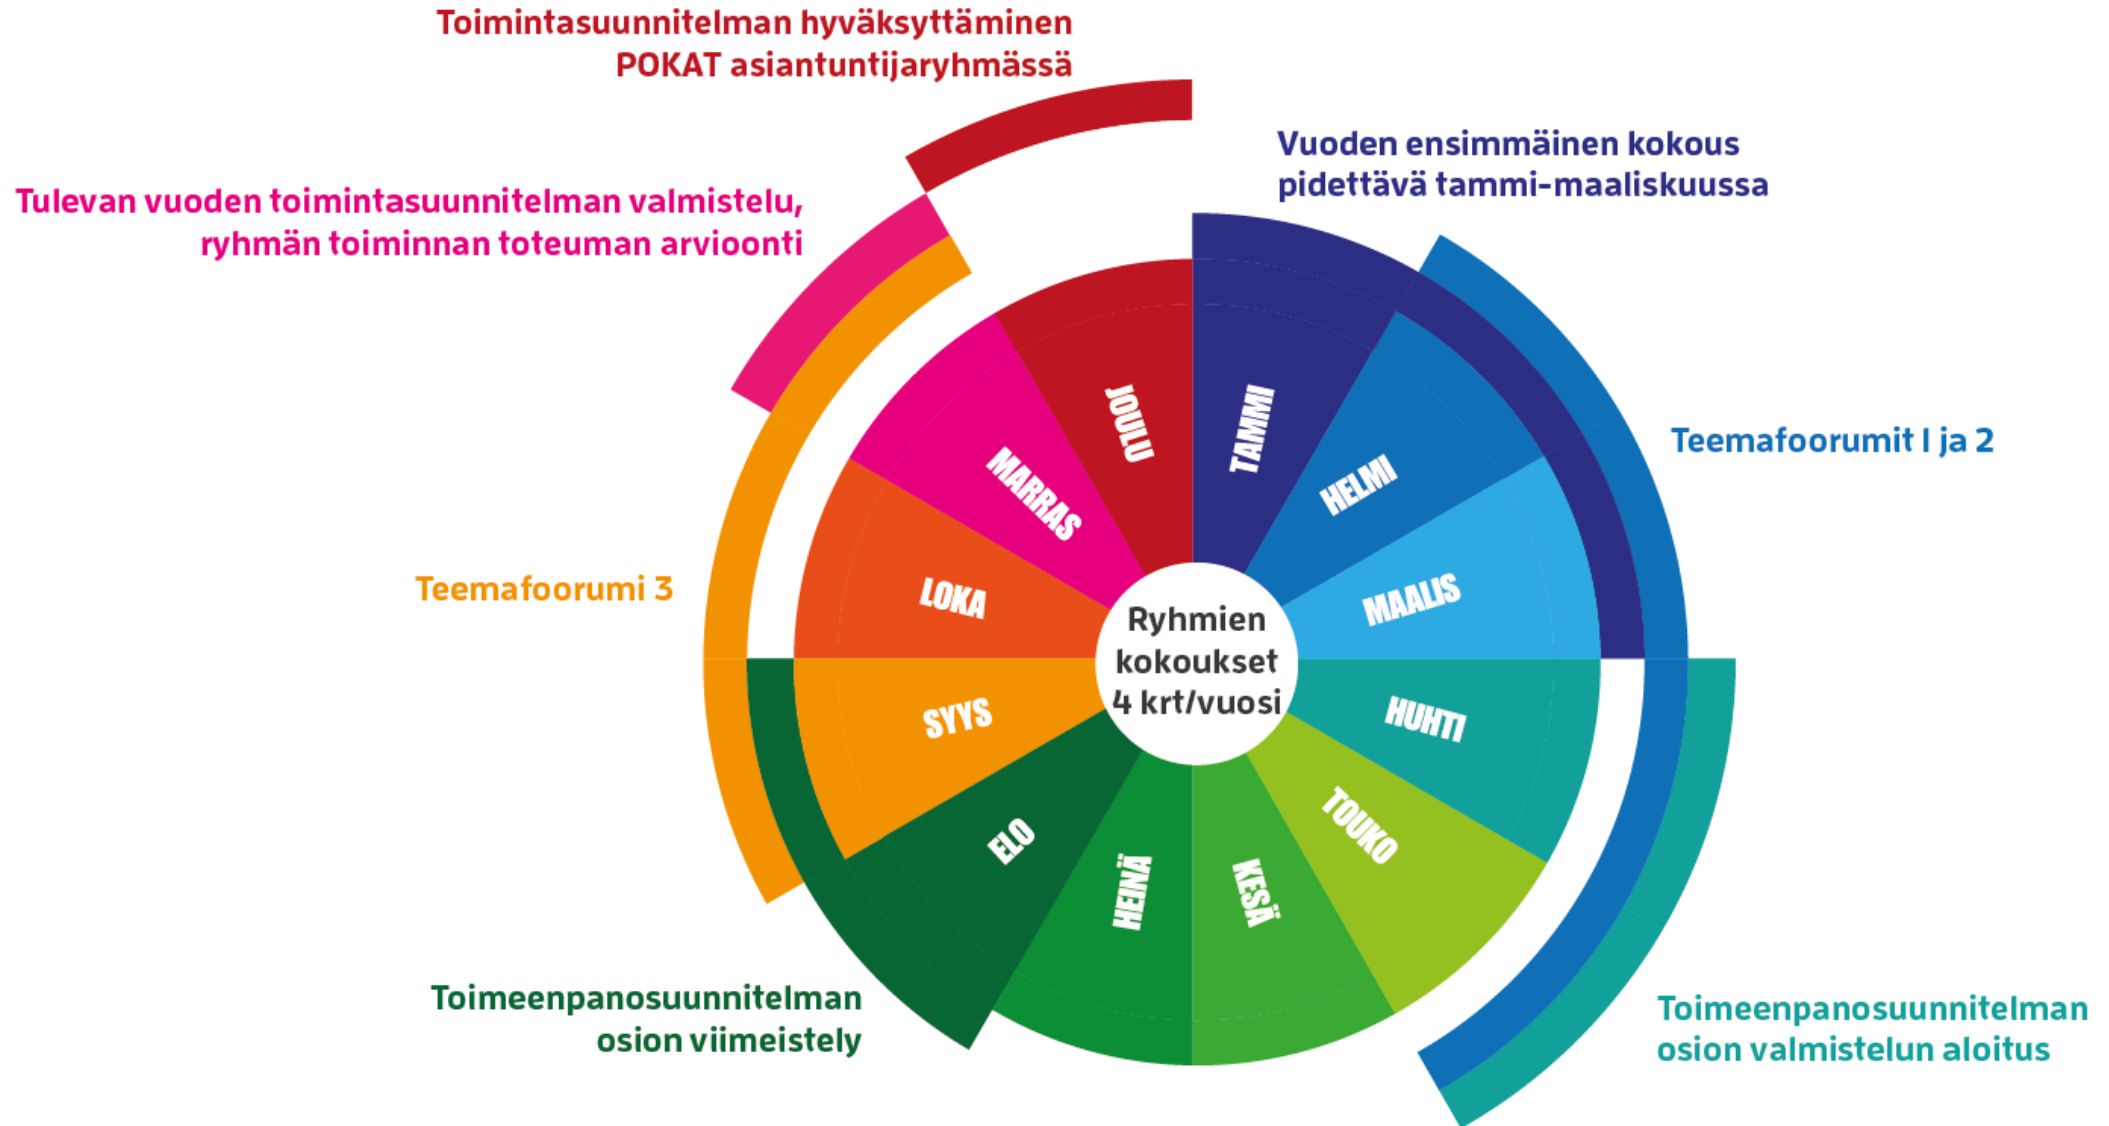 Toimintasuunnitelman hyväksyttäminen
POKAT asiantuntijaryhmässä
Vuoden ensimmäinen kokous
pidettävä tammi-maaliskuussa
Tulevan vuoden toimintasuunnitelman valmistelu,
ryhmän toiminnan toteuman arvioonti
Teemafoorumit 1 ja 2
Teemafoorumi 3
Toimeenpanosuunnitelman
osion viimeistely
Toimeenpanosuunnitelman
osion valmistelun aloitus
Ryhmien
kokoukset
4 krt/vuosi
TAMMI
HELMI
MAALIS
HUHTI
TOUKO
KESÄ
HEINÄ
ELO
SYYS
LOKA
MARRAS
JOULU